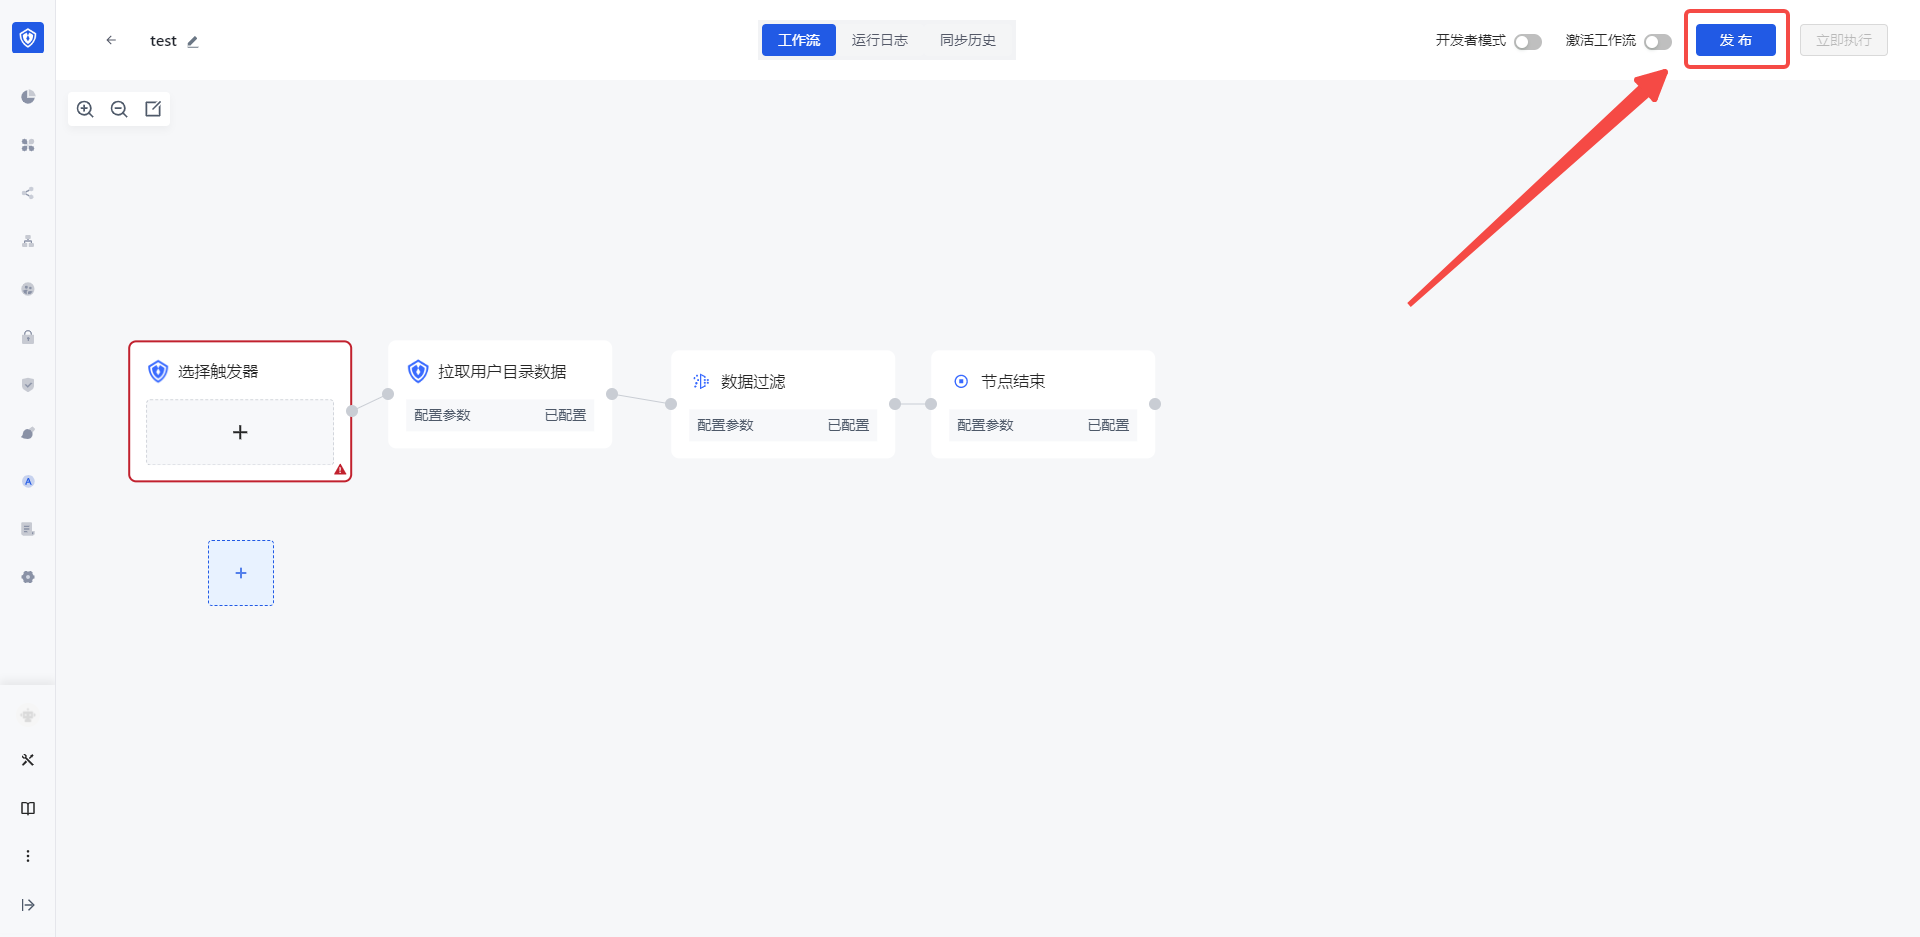 test
工作流
运行日志
同步历史
开发者模式
激活工作流
发 布
立即执行
选择触发器
拉取用户目录数据
配置参数 已配置
数据过滤
配置参数 已配置
节点结束
配置参数 已配置
A